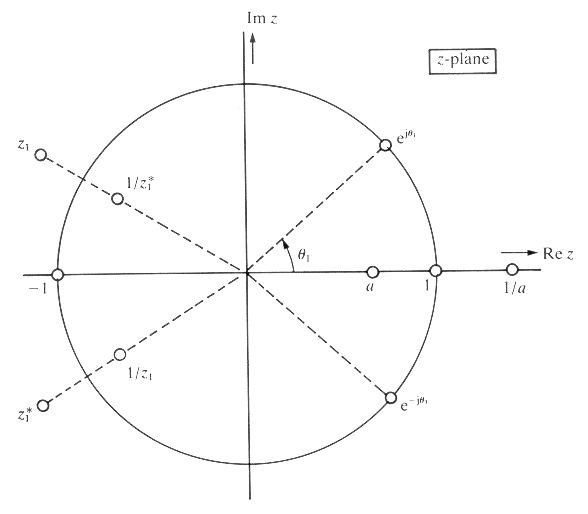 Im z
z-plane
z₁
1/z₁*
e^{jθ₁}
θ₁
Re z
−1
a
1
1/a
1/z₁
z₁*
e^{−jθ₁}